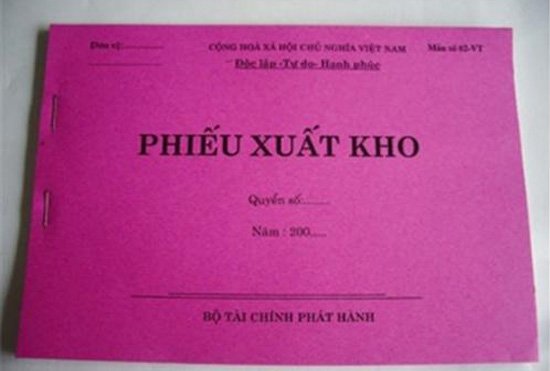 Đơn vị:............... CỘNG HOÀ XÃ HỘI CHỦ NGHĨA VIỆT NAM Mẫu số 02-VT
Độc lập -Tự do- Hạnh phúc
PHIẾU XUẤT KHO
Quyển số:.......
Năm : 200.....
BỘ TÀI CHÍNH PHÁT HÀNH